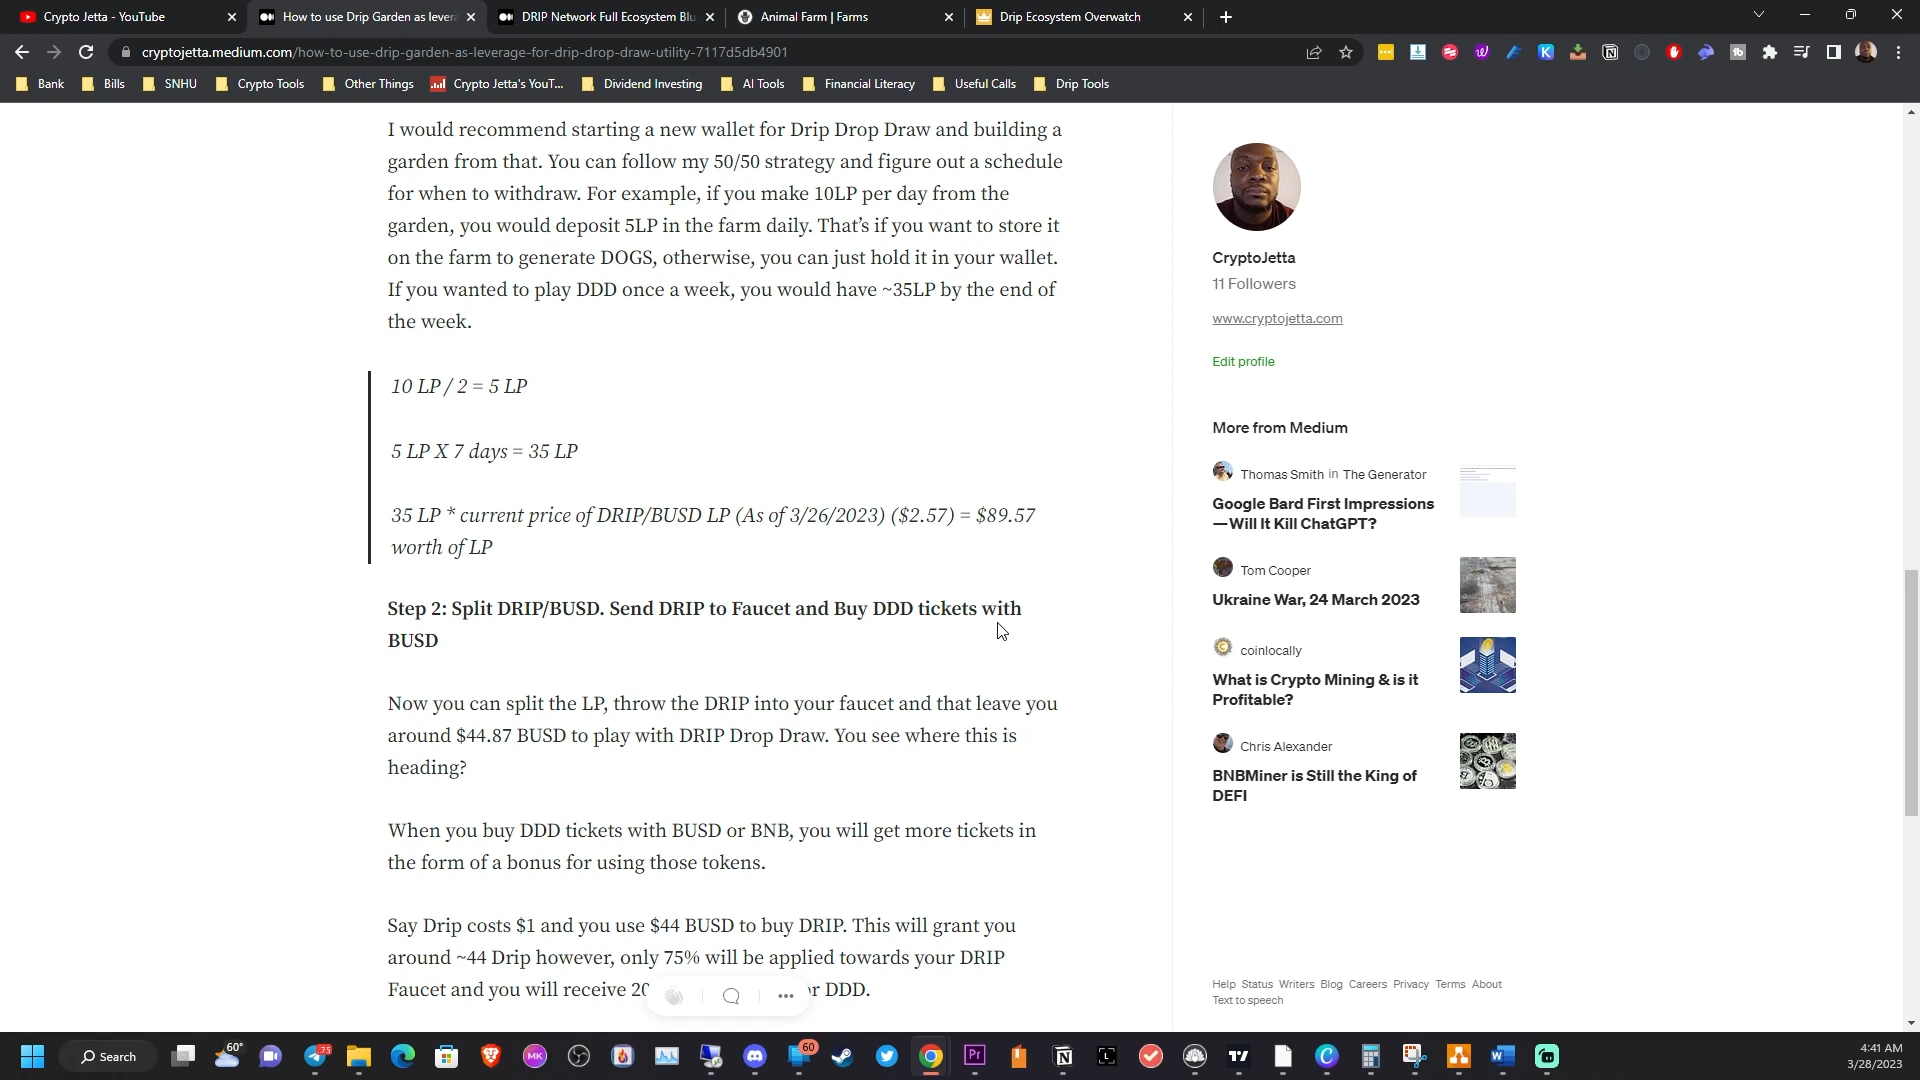 Crypto Jetta - YouTube
How to use Drip Garden as levera
DRIP Network Full Ecosystem Blu
Animal Farm | Farms
Drip Ecosystem Overwatch
cryptojetta.medium.com/how-to-use-drip-garden-as-leverage-for-drip-drop-draw-utility-7117d5db4901
Bank
Bills
SNHU
Crypto Tools
Other Things
Crypto Jetta's YouT...
Dividend Investing
AI Tools
Financial Literacy
Useful Calls
Drip Tools
I would recommend starting a new wallet for Drip Drop Draw and building a
garden from that. You can follow my 50/50 strategy and figure out a schedule
for when to withdraw. For example, if you make 10LP per day from the
garden, you would deposit 5LP in the farm daily. That’s if you want to store it
on the farm to generate DOGS, otherwise, you can just hold it in your wallet.
If you wanted to play DDD once a week, you would have ~35LP by the end of
the week.
10 LP / 2 = 5 LP
5 LP X 7 days = 35 LP
35 LP * current price of DRIP/BUSD LP (As of 3/26/2023) ($2.57) = $89.57
worth of LP
Step 2: Split DRIP/BUSD. Send DRIP to Faucet and Buy DDD tickets with
BUSD
Now you can split the LP, throw the DRIP into your faucet and that leave you
around $44.87 BUSD to play with DRIP Drop Draw. You see where this is
heading?
When you buy DDD tickets with BUSD or BNB, you will get more tickets in
the form of a bonus for using those tokens.
Say Drip costs $1 and you use $44 BUSD to buy DRIP. This will grant you
around ~44 Drip however, only 75% will be applied towards your DRIP
Faucet and you will receive 20 r DDD.
CryptoJetta
11 Followers
www.cryptojetta.com
Edit profile
More from Medium
Thomas Smith in The Generator
Google Bard First Impressions
—Will It Kill ChatGPT?
Tom Cooper
Ukraine War, 24 March 2023
coinlocally
What is Crypto Mining & is it
Profitable?
Chris Alexander
BNBMiner is Still the King of
DEFI
Help Status Writers Blog Careers Privacy Terms About
Text to speech
Search
60°
75
MK
60
Pr
4:41 AM
3/28/2023